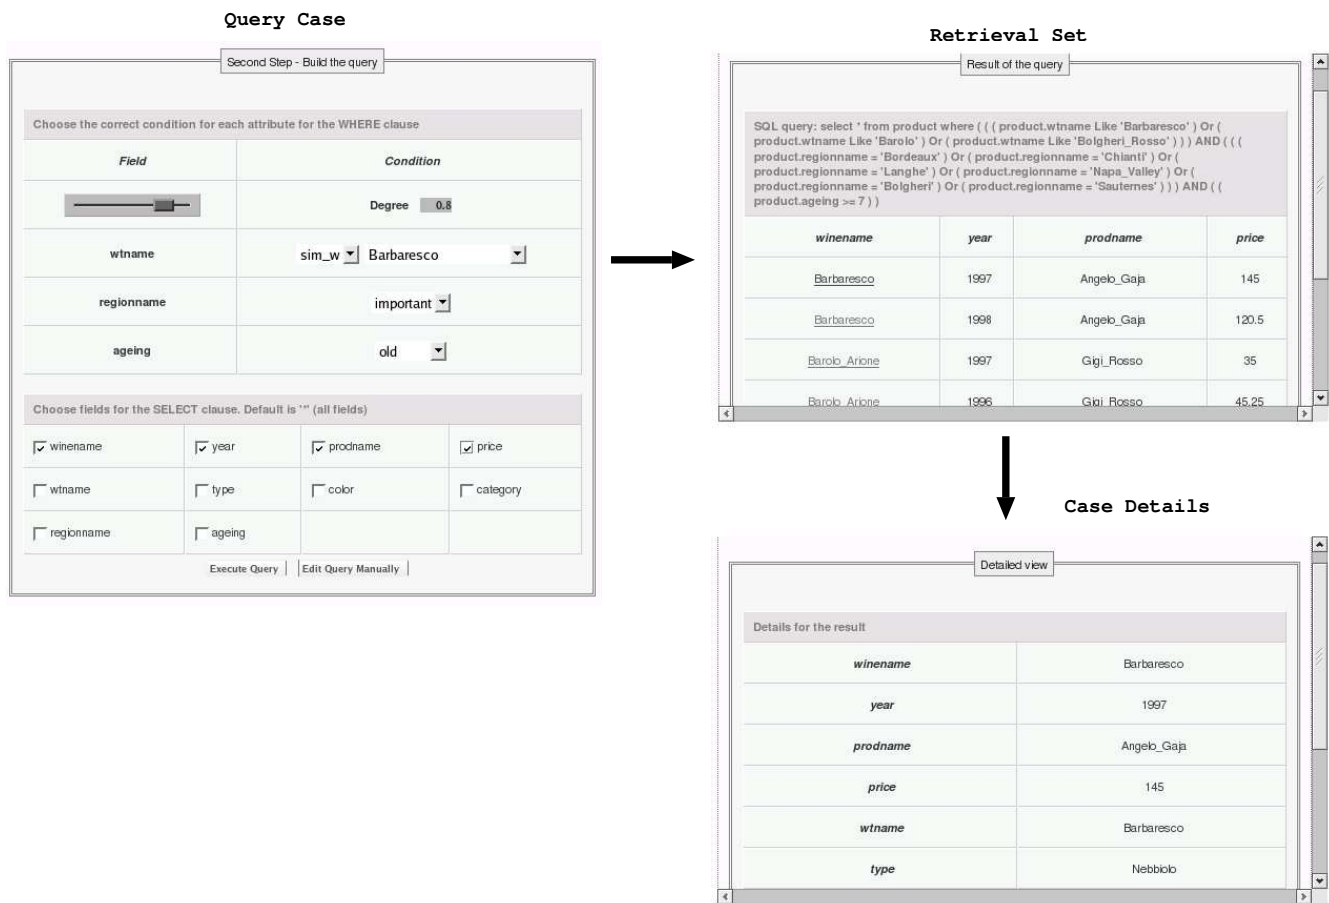 Query Case
Second Step - Build the query
Choose the correct condition for each attribute for the WHERE clause
Field Condition
Degree 0.8
wtname sim_w Barbaresco
regionname important
ageing old
Choose fields for the SELECT clause. Default is '*' (all fields)
winename year prodname price
wtname type color category
regionname ageing
Execute Query Edit Query Manually
Retrieval Set
Result of the query
SQL query: select * from product where ( ( ( product.wtname Like 'Barbaresco' ) Or (
product.wtname Like 'Barolo' ) Or ( product.wtname Like 'Bolgheri_Rosso' ) ) ) AND ( ( (
product.regionname = 'Bordeaux' ) Or ( product.regionname = 'Chianti' ) Or (
product.regionname = 'Langhe' ) Or ( product.regionname = 'Napa_Valley' ) Or (
product.regionname = 'Bolgheri' ) Or ( product.regionname = 'Sauternes' ) ) ) AND ( (
product.ageing >= 7 ) )
winename year prodname price
Barbaresco 1997 Angelo_Gaja 145
Barbaresco 1998 Angelo_Gaja 120.5
Barolo_Arione 1997 Gigi_Rosso 35
Barolo_Arione 1996 Gigi_Rosso 45.25
Case Details
Detailed view
Details for the result
winename Barbaresco
year 1997
prodname Angelo_Gaja
price 145
wtname Barbaresco
type Nebbiolo